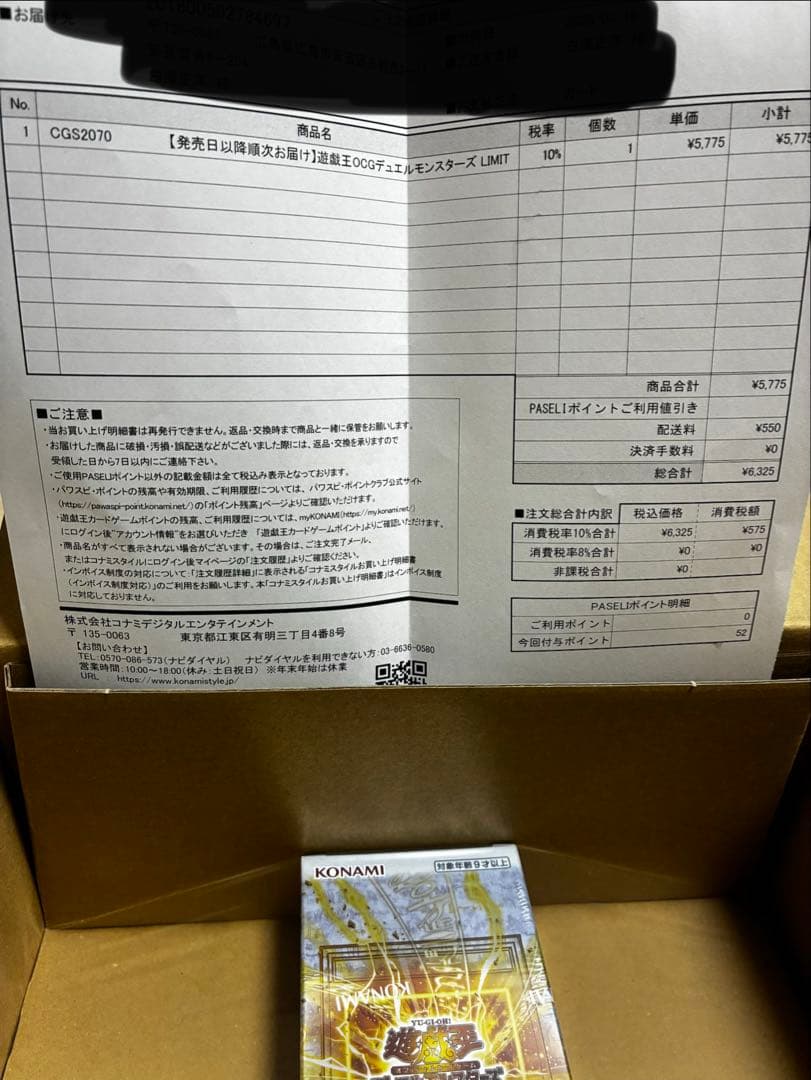 ■お届け先
No. 商品名 税率 個数 単価 小計
1 CGS2070 【発売日以降順次お届け】遊戯王OCGデュエルモンスターズ LIMIT 10% 1 ¥5,775 ¥5,775
商品合計 ¥5,775
PASELIポイントご利用値引き
配送料 ¥550
決済手数料 ¥0
総合計 ¥6,325
■ご注意■
・当お買い上げ明細書は再発行できません。返品・交換時まで商品と一緒に保管をお願いします。
・お届けした商品に破損・汚損・誤配送などがございました際には、返品・交換を承りますので
受領した日から7日以内にご連絡下さい。
・ご使用PASELIポイント以外の記載金額は全て税込み表示となっております。
・パワスピ・ポイントの残高や有効期限、ご利用履歴については、パワスピ・ポイントクラブ公式サイト
(https://pawaspi-point.konami.net/)の「ポイント残高」ページよりご確認いただけます。
・遊戯王カードゲームポイントの残高、ご利用履歴については、myKONAMI(https://my.konami.net/)
にログイン後"アカウント情報"をお選びいただき 「遊戯王カードゲームポイント」よりご確認いただけます。
・商品名がすべて表示されない場合がございます。その場合は、ご注文完了メール、
またはコナミスタイルにログイン後マイページの「注文履歴」よりご確認ください。
・インボイス制度の対応について:「注文履歴詳細」に表示される「コナミスタイルお買い上げ明細書
(インボイス制度対応)」のご利用をお願いします。本「コナミスタイルお買い上げ明細書」はインボイス制度
に対応しておりません。
■注文総合計内訳 税込価格 消費税額
消費税率10%合計 ¥6,325 ¥575
消費税率8%合計 ¥0 ¥0
非課税合計 ¥0
PASELIポイント明細
ご利用ポイント 0
今回付与ポイント 52
株式会社コナミデジタルエンタテインメント
〒 135-0063 東京都江東区有明三丁目4番8号
【お問い合わせ】
TEL:0570-086-573(ナビダイヤル) ナビダイヤルを利用できない方:03-6636-0580
営業時間:10:00~18:00(休み:土日祝日) ※年末年始は休業
URL : https://www.konamistyle.jp/
KONAMI 対象年齢9才以上
KONAMI
YU-GI-OH!
遊戯王
オフィシャルカードゲーム
デュエルモンスターズ